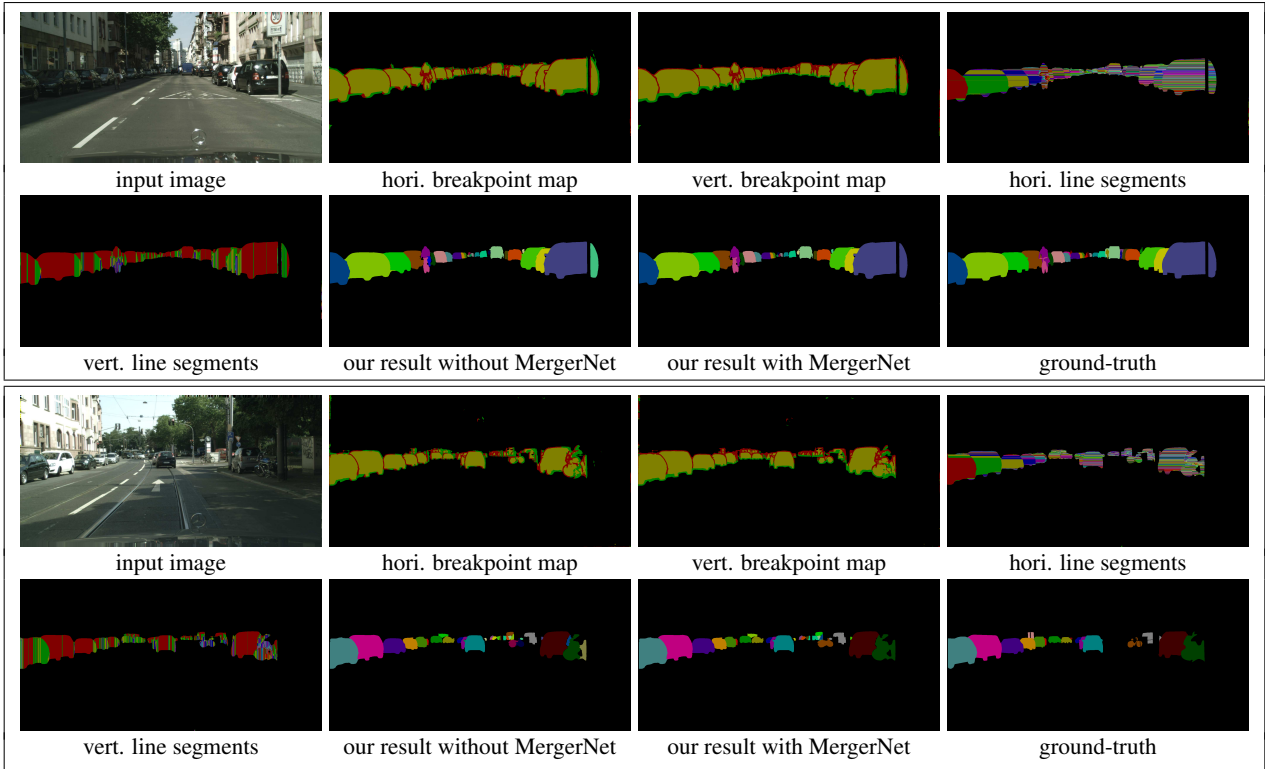 input image
hori. breakpoint map
vert. breakpoint map
hori. line segments
vert. line segments
our result without MergerNet
our result with MergerNet
ground-truth
input image
hori. breakpoint map
vert. breakpoint map
hori. line segments
vert. line segments
our result without MergerNet
our result with MergerNet
ground-truth